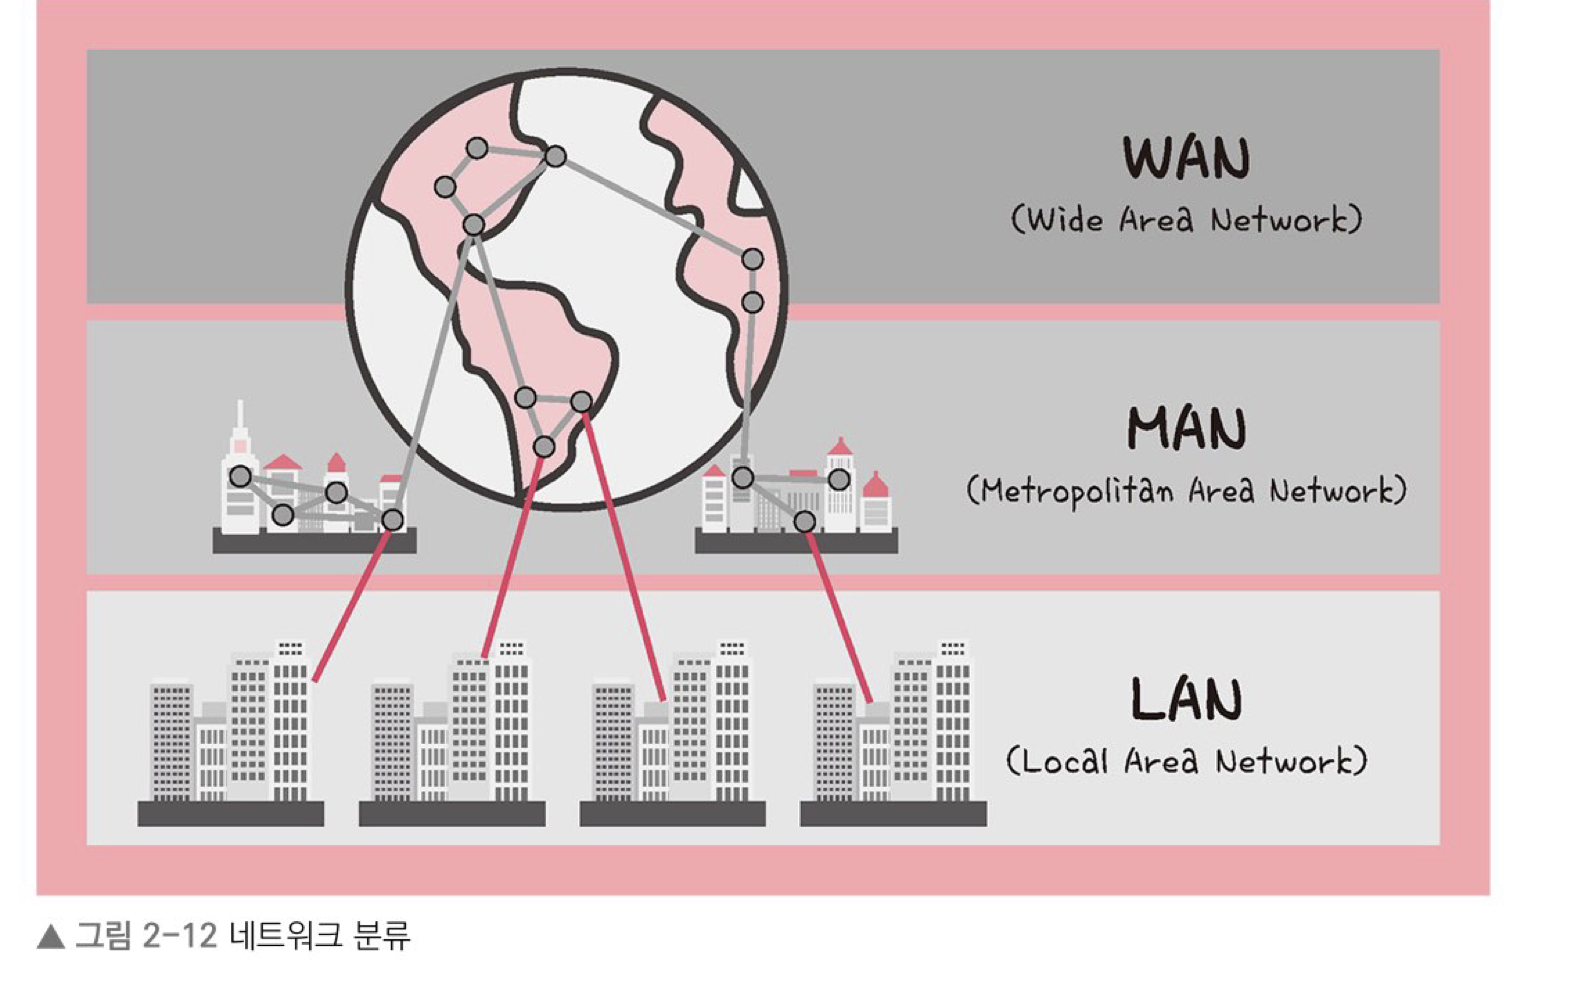 WAN
(Wide Area Network)
MAN
(Metropolitan Area Network)
LAN
(Local Area Network)
▲ 그림 2-12 네트워크 분류